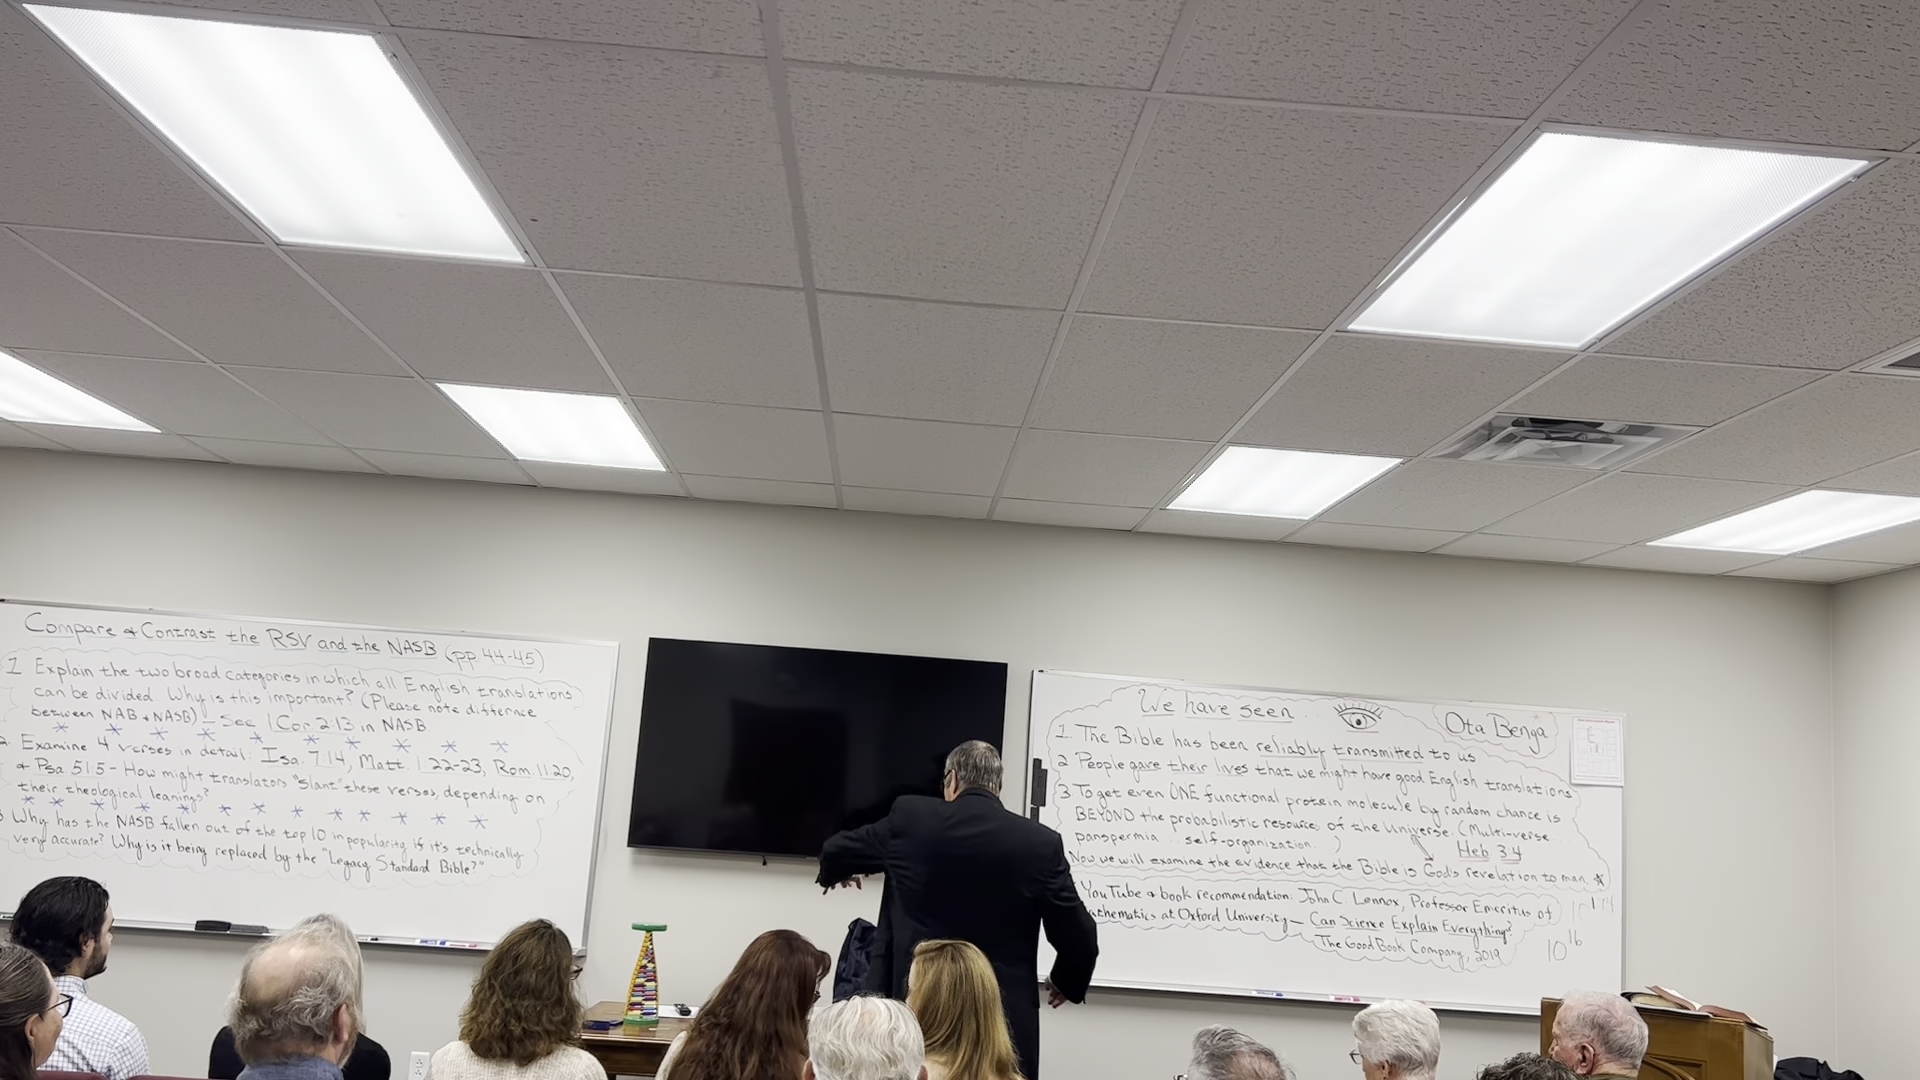 Compare & Contrast the RSV and the NASB (pp. 44-45)
1 Explain the two broad categories in which all English translations
can be divided. Why is this important? (Please note differnce
between NAB & NASB) - See 1 Cor. 2:13 in NASB.
2. Examine 4 verses in detail: Isa. 7:14, Matt. 1:22-23, Rom. 11:20,
& Psa. 51:5 - How might translators "slant" these verses, depending on
their theological leanings?
3 Why has the NASB fallen out of the top 10 in popularity if it's technically
very accurate? Why is it being replaced by the "Legacy Standard Bible?"
We have seen...
Ota Benga
1. The Bible has been reliably transmitted to us
2 People gave their lives that we might have good English translations
3 To get even ONE functional protein molecule by random chance is
BEYOND the probabilistic resources of the Universe. (Multi-verse...
panspermia... self-organization...)
Heb. 3:4
Now we will examine the evidence that the Bible is God's revelation to man.
YouTube & book recommendation: John C. Lennox, Professor Emeritus of
Mathematics at Oxford University — Can Science Explain Everything?
The Good Book Company, 2019
10^16